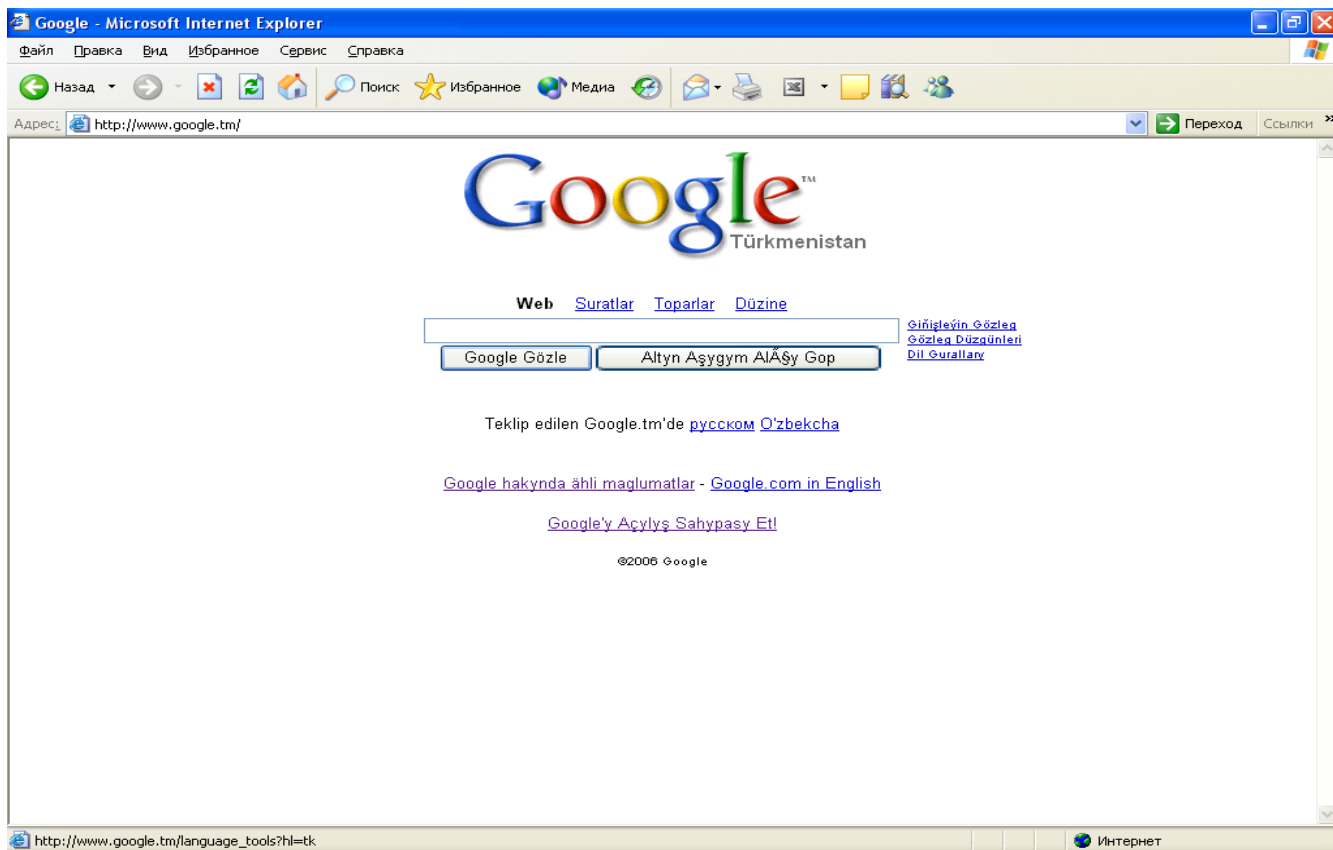 Google - Microsoft Internet Explorer
Файл Правка Вид Избранное Сервис Справка
Назад Поиск Избранное Медиа
Адрес: http://www.google.tm/ Переход Ссылки »
Google™
Türkmenistan
Web Suratlar Toparlar Düzine
Giňişleýin Gözleg
Gözleg Düzgünleri
Dil Gurallary
Google Gözle Altyn Aşygym AlÃ§y Gop
Teklip edilen Google.tm'de русском O'zbekcha
Google hakynda ähli maglumatlar - Google.com in English
Google'y Açylyş Sahypasy Et!
©2006 Google
http://www.google.tm/language_tools?hl=tk Интернет